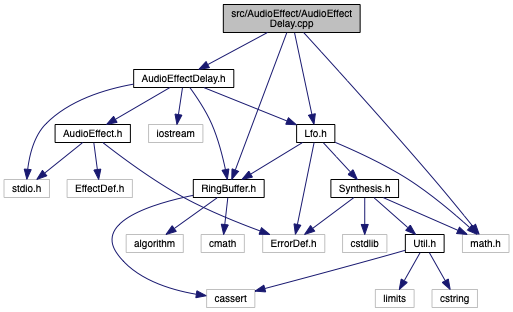 src/AudioEffect/AudioEffect
Delay.cpp
AudioEffectDelay.h
AudioEffect.h
iostream
Lfo.h
stdio.h
EffectDef.h
RingBuffer.h
Synthesis.h
algorithm
cmath
ErrorDef.h
cstdlib
Util.h
math.h
cassert
limits
cstring